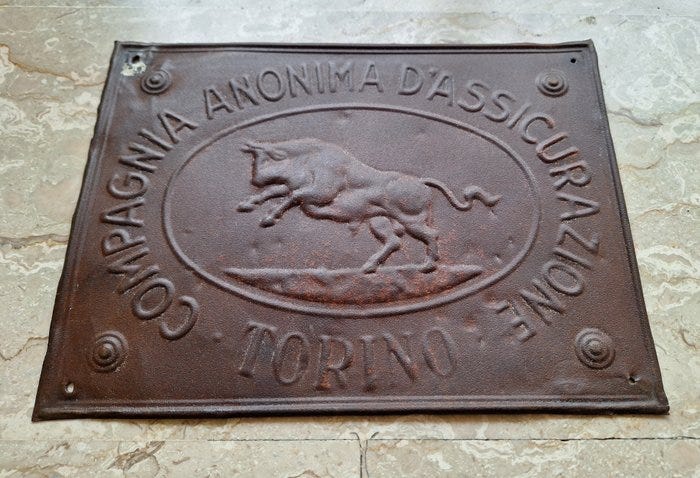 COMPAGNIA ANONIMA D'ASSICURAZIONE
· TORINO ·